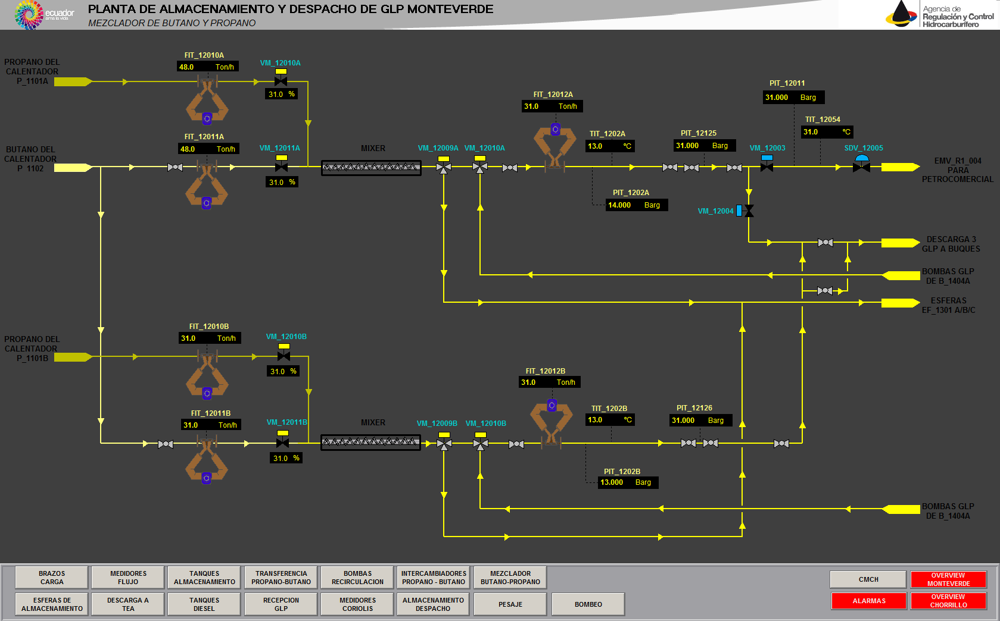 ecuador
ama la vida
PLANTA DE ALMACENAMIENTO Y DESPACHO DE GLP MONTEVERDE
MEZCLADOR DE BUTANO Y PROPANO
Agencia de
Regulación y Control
Hidrocarburífero
PROPANO DEL
CALENTADOR
P_1101A
FIT_12010A
48.0 Ton/h
VM_12010A
31.0 %
BUTANO DEL
CALENTADOR
P_1102
FIT_12011A
48.0 Ton/h
VM_12011A
31.0 %
MIXER
VM_12009A
VM_12010A
FIT_12012A
31.0 Ton/h
TIT_1202A
13.0 ºC
PIT_1202A
14.000 Barg
PIT_12125
31.000 Barg
PIT_12011
31.000 Barg
TIT_12054
31.0 ºC
VM_12003
SDV_12005
VM_12004
EMV_R1_004
PARA
PETROCOMERCIAL
DESCARGA 3
GLP A BUQUES
BOMBAS GLP
DE B_1404A
ESFERAS
EF_1301 A/B/C
PROPANO DEL
CALENTADOR
P_1101B
FIT_12010B
31.0 Ton/h
VM_12010B
31.0 %
FIT_12011B
31.0 Ton/h
VM_12011B
31.0 %
MIXER
VM_12009B
VM_12010B
FIT_12012B
31.0 Ton/h
TIT_1202B
13.0 ºC
PIT_1202B
13.000 Barg
PIT_12126
31.000 Barg
BOMBAS GLP
DE B_1404A
BRAZOS
CARGA
MEDIDORES
FLUJO
TANQUES
ALMACENAMIENTO
TRANSFERENCIA
PROPANO-BUTANO
BOMBAS
RECIRCULACION
INTERCAMBIADORES
PROPANO - BUTANO
MEZCLADOR
BUTANO-PROPANO
CMCH
OVERVIEW
MONTEVERDE
ESFERAS DE
ALMACENAMIENTO
DESCARGA A
TEA
TANQUES
DIESEL
RECEPCION
GLP
MEDIDORES
CORIOLIS
ALMACENAMIENTO
DESPACHO
PESAJE
BOMBEO
ALARMAS
OVERVIEW
CHORRILLO